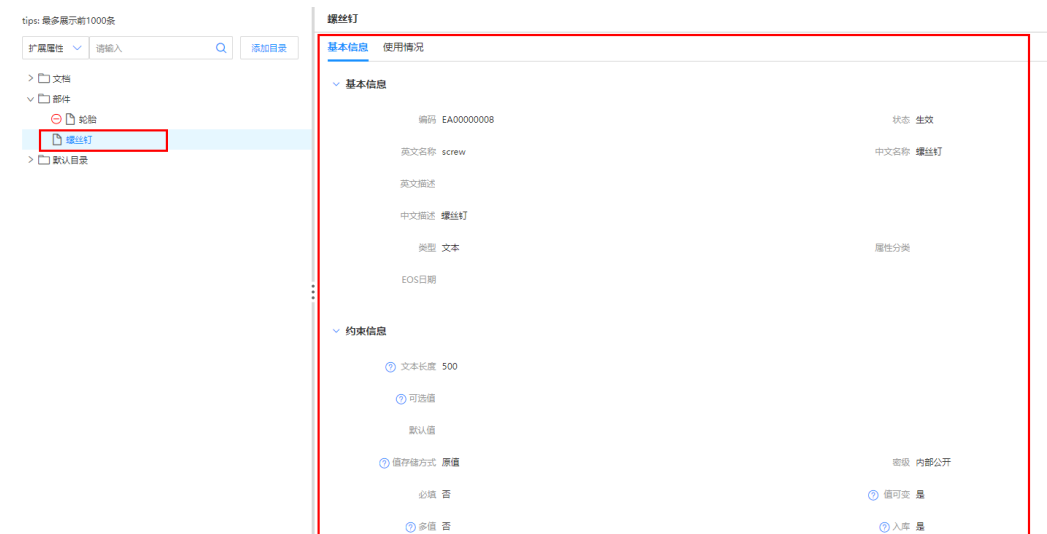 tips: 最多展示前1000条
扩展属性 请输入 添加目录
文档
部件
轮胎
螺丝钉
默认目录
螺丝钉
基本信息 使用情况
基本信息
编码 EA00000008 状态 生效
英文名称 screw 中文名称 螺丝钉
英文描述
中文描述 螺丝钉
类型 文本 属性分类
EOS日期
约束信息
文本长度 500
可选值
默认值
值存储方式 原值 密级 内部公开
必填 否 值可变 是
多值 否 入库 是